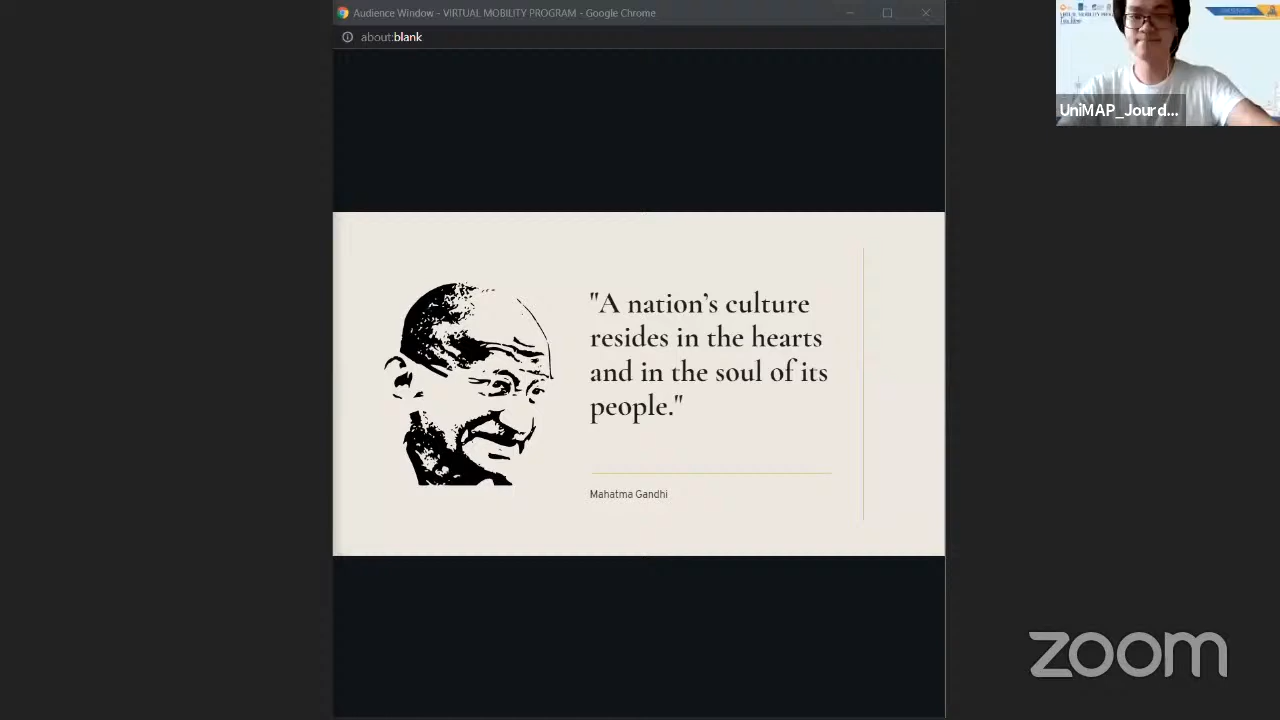 Audience Window - VIRTUAL MOBILITY PROGRAM - Google Chrome
about:blank
"A nation’s culture
resides in the hearts
and in the soul of its
people."
Mahatma Gandhi
UniMAP_Jourd...
zoom